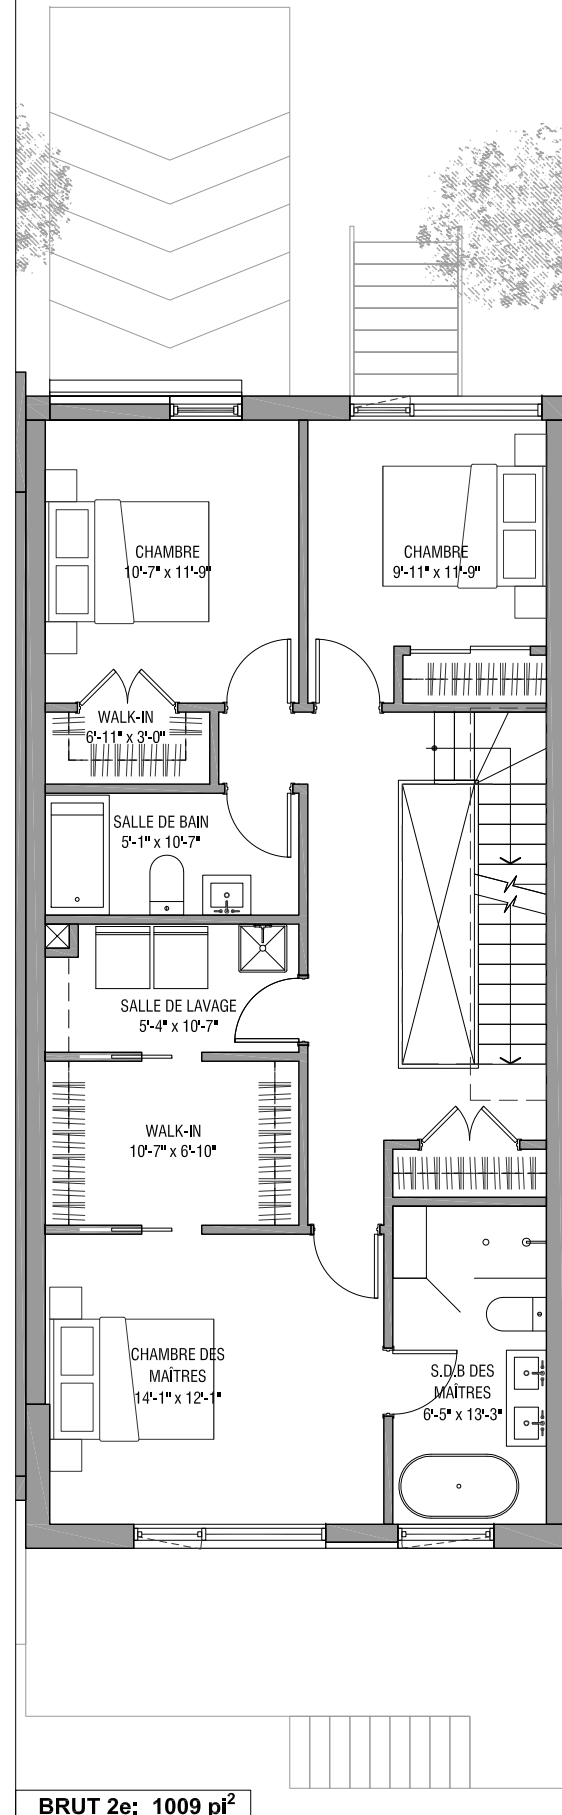 CHAMBRE
10'-7" x 11'-9"
CHAMBRE
9'-11" x 11'-9"
WALK-IN
6'-11" x 3'-0"
SALLE DE BAIN
5'-1" x 10'-7"
SALLE DE LAVAGE
5'-4" x 10'-7"
WALK-IN
10'-7" x 6'-10"
CHAMBRE DES
MAÎTRES
14'-1" x 12'-1"
S.D.B DES
MAÎTRES
6'-5" x 13'-3"
BRUT 2e: 1009 pi²